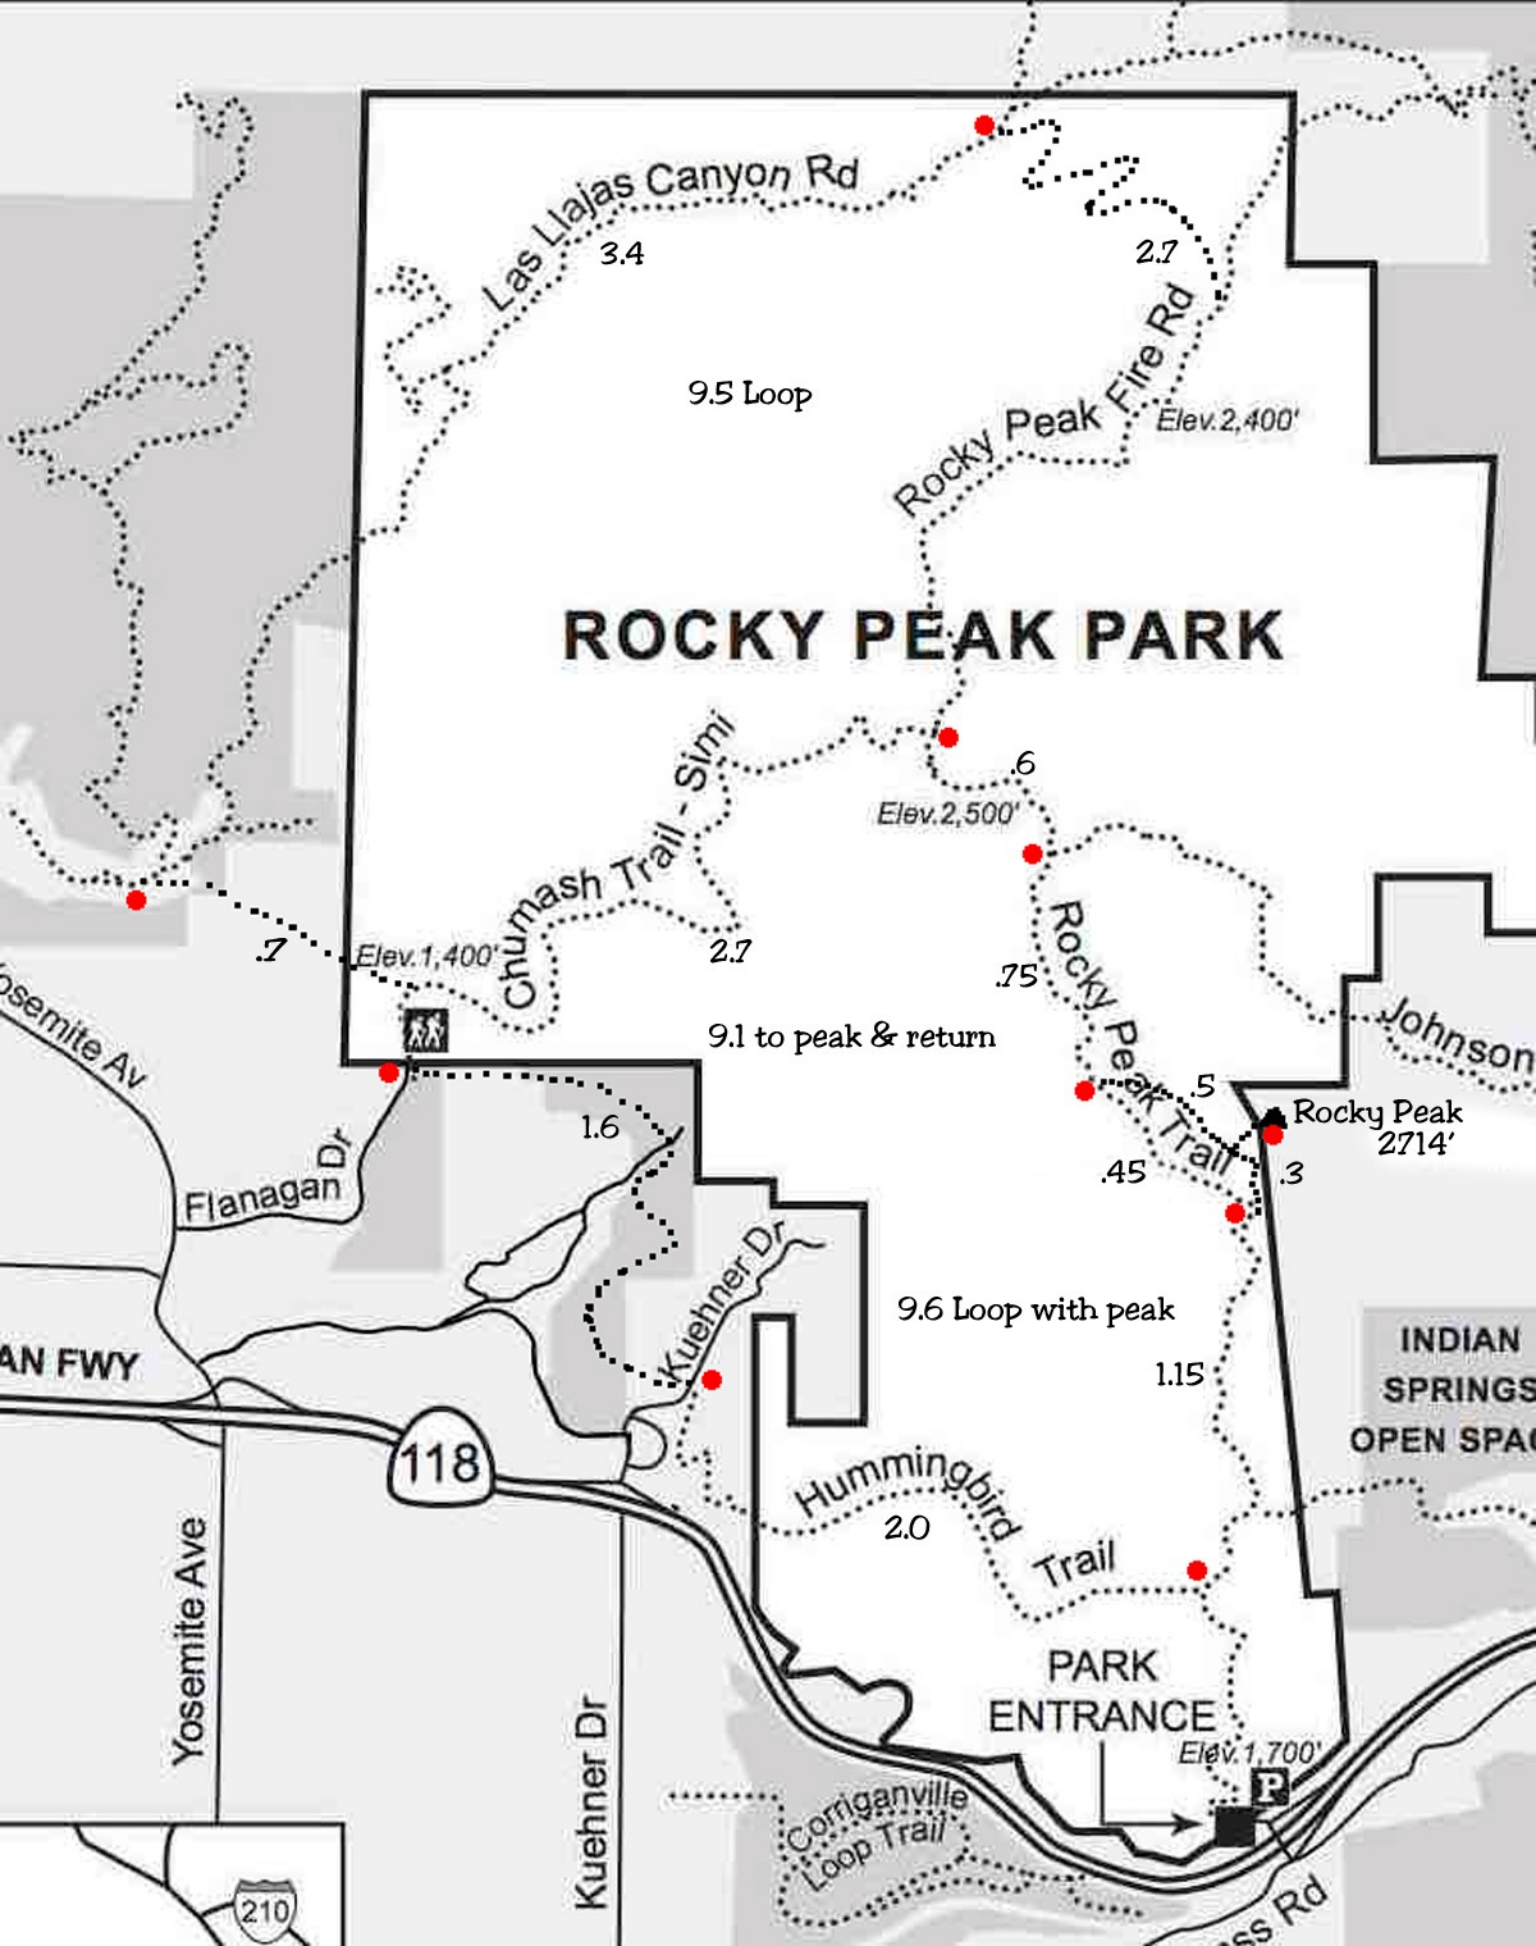 Las Llajas Canyon Rd
3.4
2.7
9.5 Loop
Rocky Peak Fire Rd
Elev. 2,400'
ROCKY PEAK PARK
.6
Elev. 2,500'
Chumash Trail - Simi
2.7
.7
Elev. 1,400'
Rocky Peak Trail
.75
9.1 to peak & return
Johnson
osemite Av
.5
Rocky Peak
2714'
1.6
.45
.3
Flanagan Dr
Kuehner Dr
9.6 Loop with peak
1.15
INDIAN
SPRINGS
OPEN SPAC
AN FWY
118
Hummingbird Trail
2.0
Yosemite Ave
Kuehner Dr
PARK
ENTRANCE
Elev. 1,700'
P
Corriganville
Loop Trail
210
ss Rd